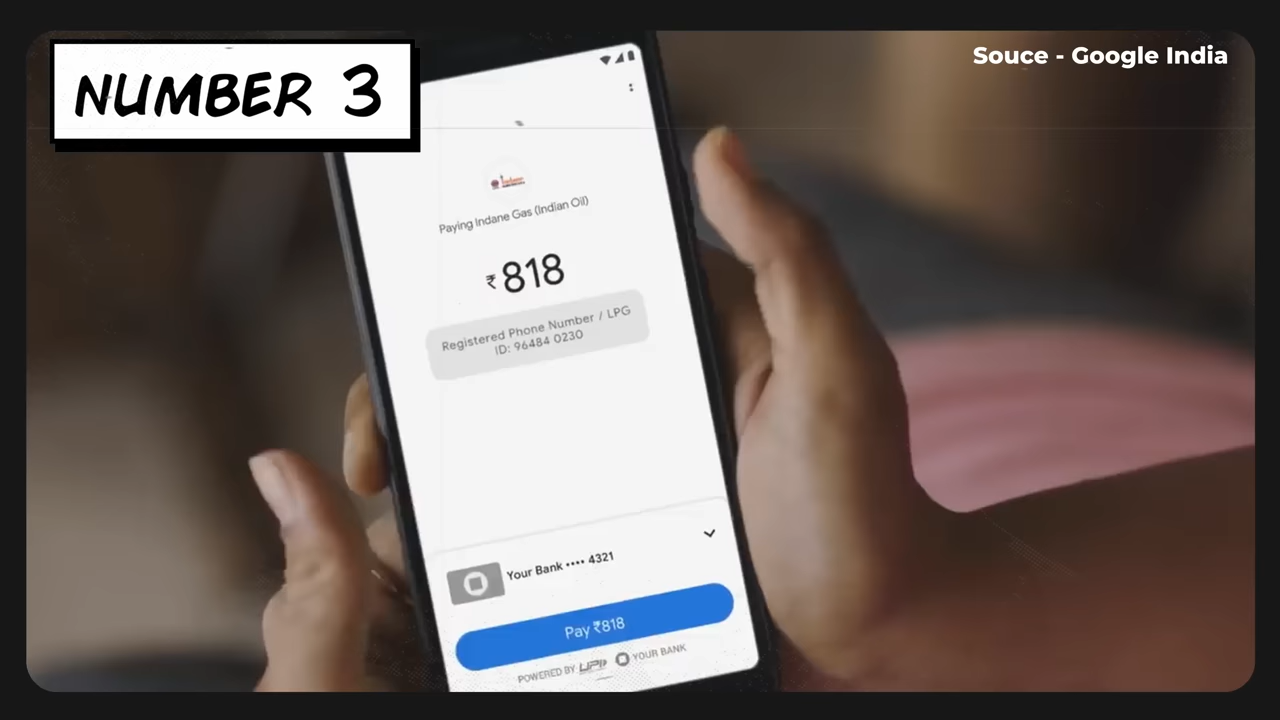 NUMBER 3
Souce - Google India
Paying Indane Gas (Indian Oil)
₹818
Registered Phone Number / LPG
ID: 96484 0230
Your Bank •••• 4321
Pay ₹818
POWERED BY UPI YOUR BANK